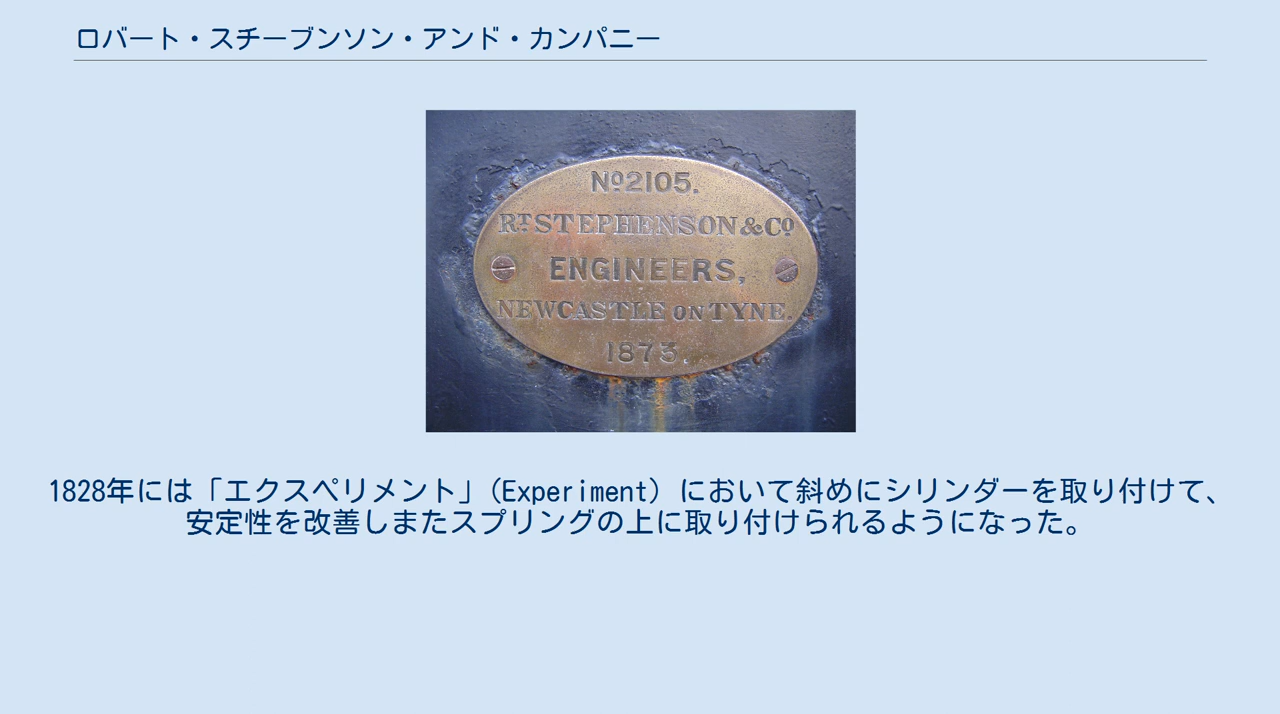 ロバート・スチーブンソン・アンド・カンパニー
Nº2105.
RT STEPHENSON & Cº
ENGINEERS,
NEWCASTLE ON TYNE.
1873.
1828年には「エクスペリメント」(Experiment) において斜めにシリンダーを取り付けて、
安定性を改善しまたスプリングの上に取り付けられるようになった。